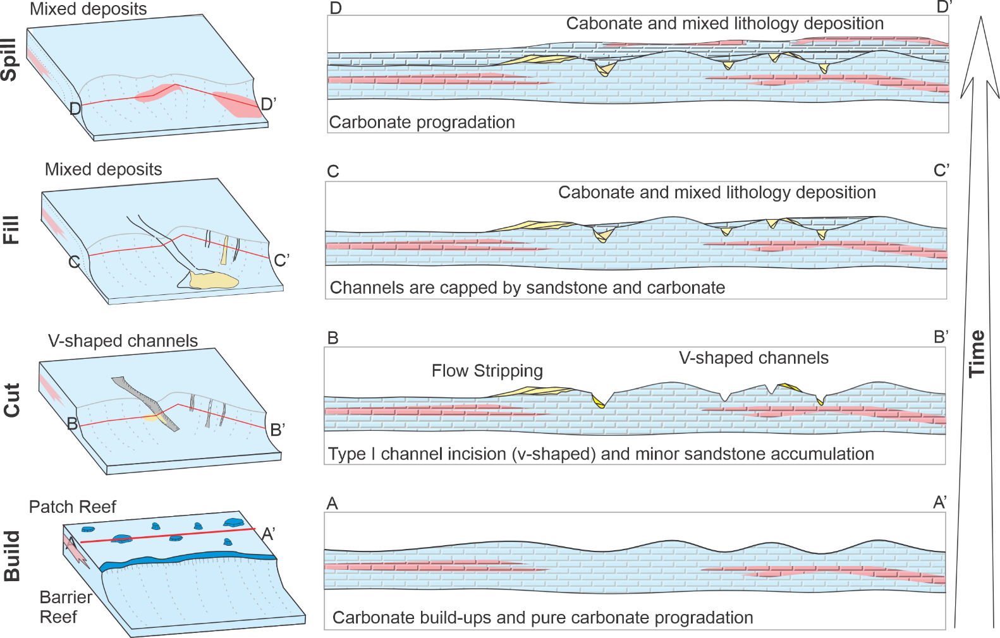 Spill
Mixed deposits
D
D'
D
D’
Cabonate and mixed lithology deposition
Carbonate progradation
Fill
Mixed deposits
C
C'
C
C'
Cabonate and mixed lithology deposition
Channels are capped by sandstone and carbonate
Cut
V-shaped channels
B
B'
B
B'
Flow Stripping
V-shaped channels
Type I channel incision (v-shaped) and minor sandstone accumulation
Build
Patch Reef
A
A'
Barrier
Reef
A
A'
Carbonate build-ups and pure carbonate progradation
Time